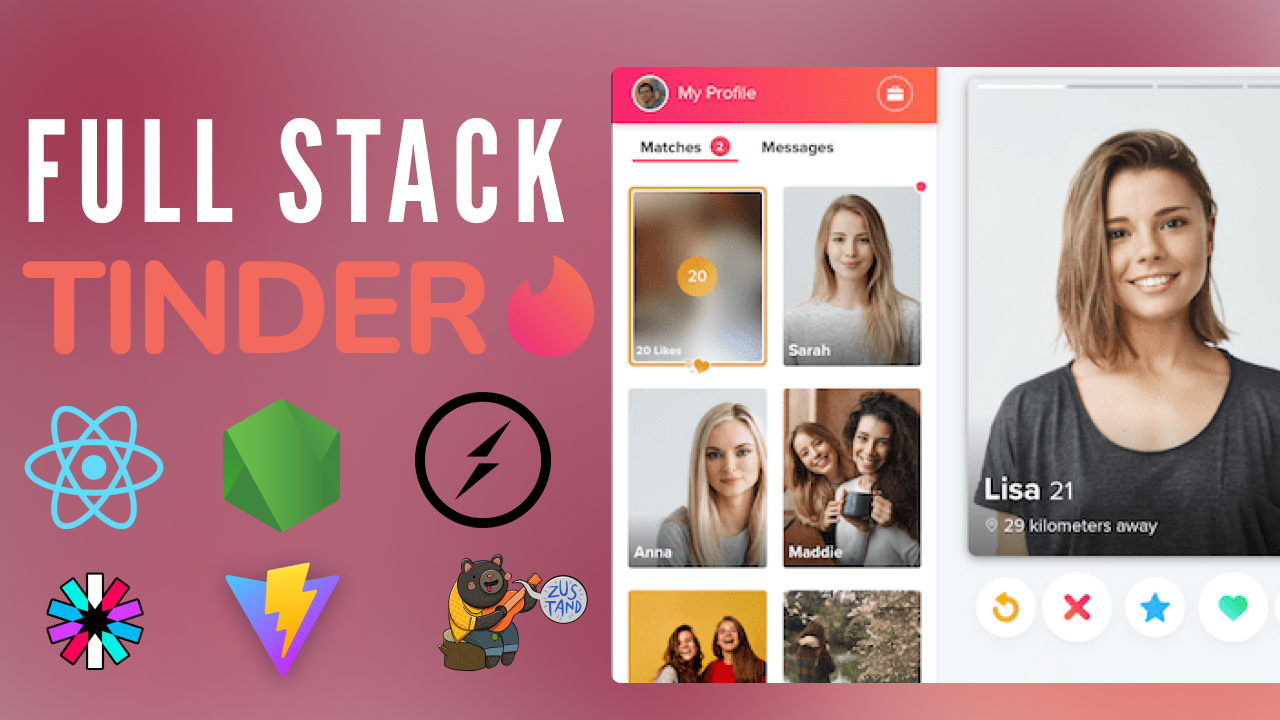 FULL STACK
TINDER
ZUS
TAND
My Profile
Matches 2
Messages
20
20 Likes
Sarah
Anna
Maddie
Lisa 21
29 kilometers away